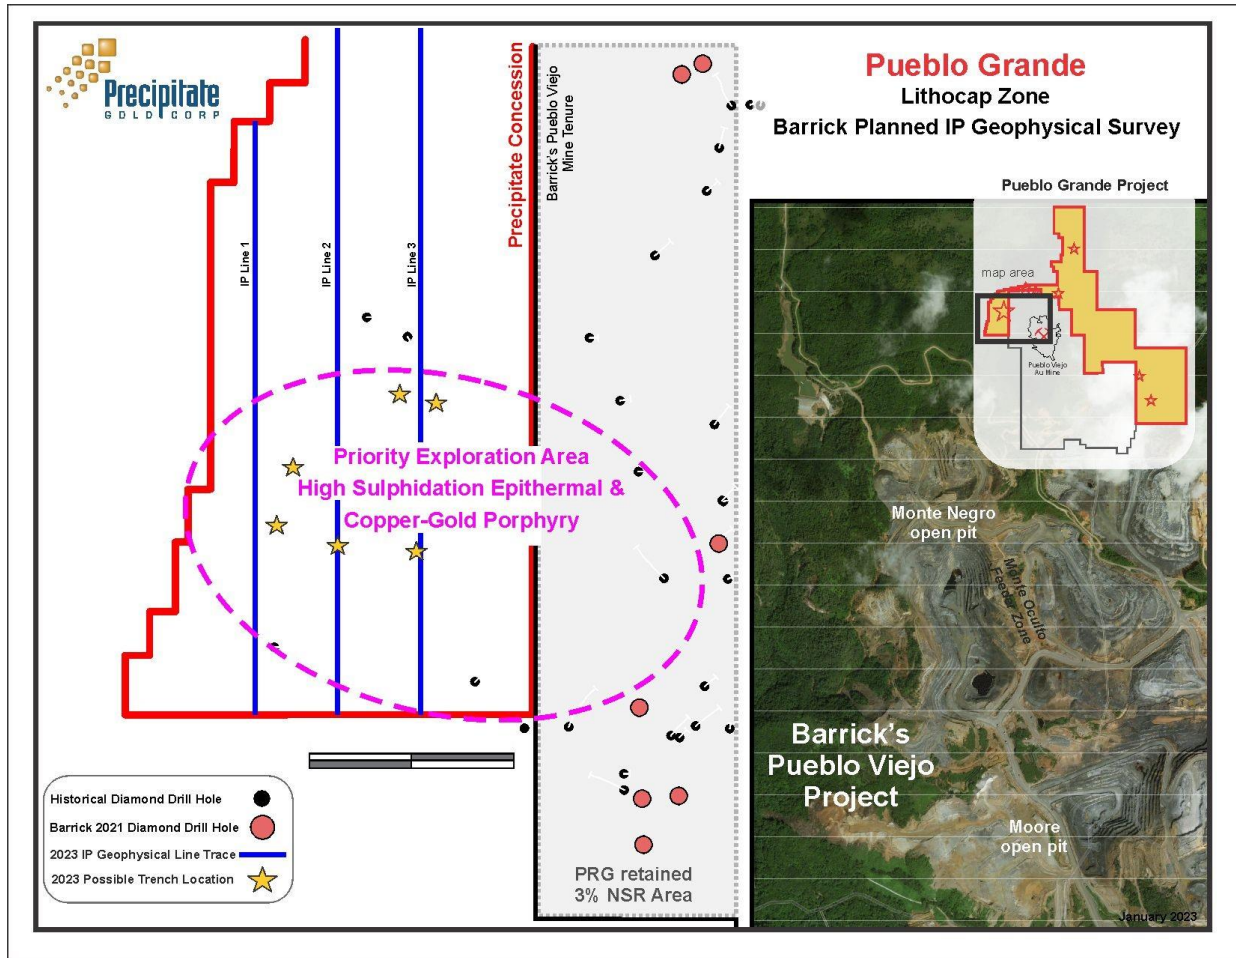 Precipitate
GOLD CORP
Pueblo Grande
Lithocap Zone
Barrick Planned IP Geophysical Survey
Precipitate Concession
Barrick's Pueblo Viejo
Mine Tenure
IP Line 1
IP Line 2
IP Line 3
Pueblo Grande Project
map area
Pueblo Viejo
Au Mine
Priority Exploration Area
High Sulphidation Epithermal &
Copper-Gold Porphyry
Monte Negro
open pit
Monte Oculto
Feeder Zone
Barrick's
Pueblo Viejo
Project
Moore
open pit
PRG retained
3% NSR Area
Historical Diamond Drill Hole
Barrick 2021 Diamond Drill Hole
2023 IP Geophysical Line Trace
2023 Possible Trench Location
January 2023